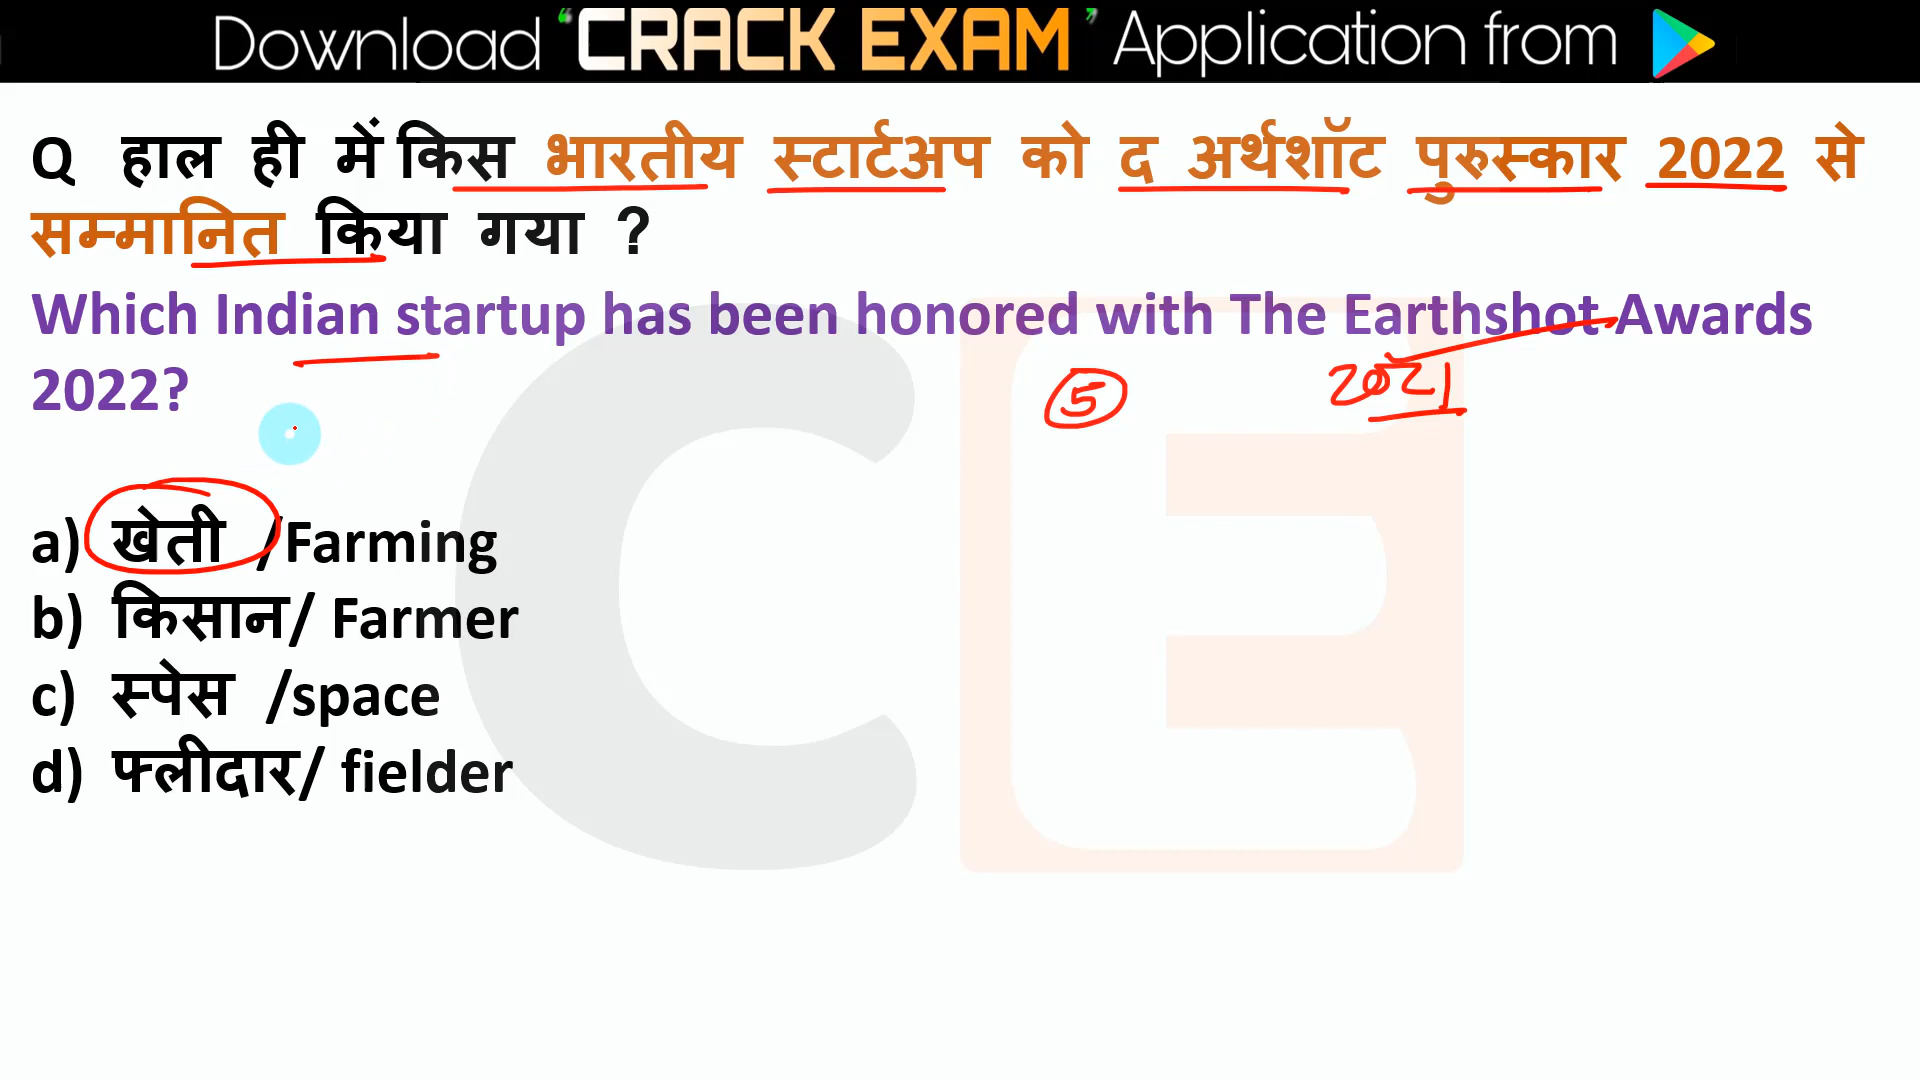 Download “CRACK EXAM” Application from
Q हाल ही में किस भारतीय स्टार्टअप को द अर्थशॉट पुरुस्कार 2022 से
सम्मानित किया गया ?
Which Indian startup has been honored with The Earthshot Awards
2022?
5 2021
a) खेती /Farming
b) किसान/ Farmer
c) स्पेस /space
d) फ्लीदार/ fielder
CE